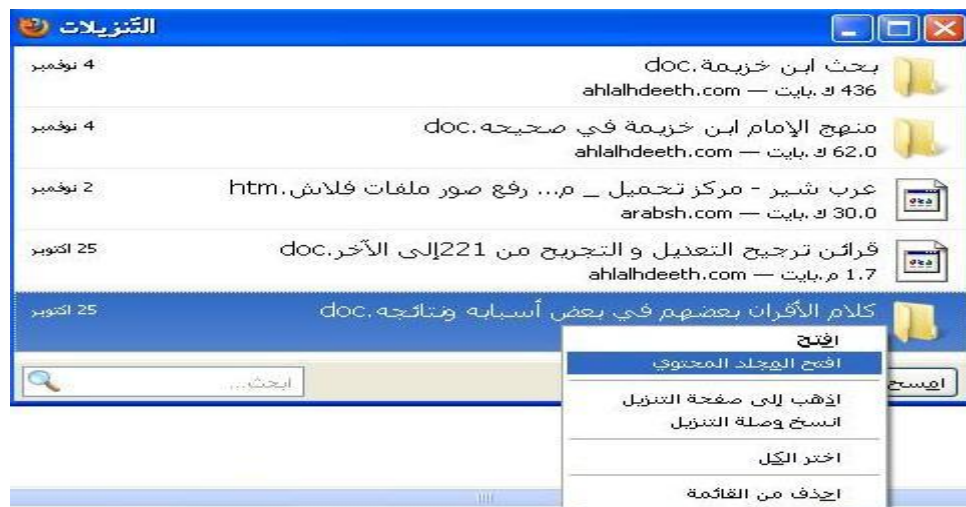 التّنزيلات
بحث ابن خزيمة.doc
4 نوفمبر
436 ك.بايت — ahlalhdeeth.com
منهج الإمام ابن خزيمة في صحيحه.doc
4 نوفمبر
62.0 ك.بايت — ahlalhdeeth.com
عرب شير - مركز تحميل _ م... رفع صور ملفات فلاش.htm
2 نوفمبر
30.0 ك.بايت — arabsh.com
قرائن ترجيح التعديل و التجريح من 221إلى الآخر.doc
25 اكتوبر
1.7 م.بايت — ahlalhdeeth.com
كلام الأقران بعضهم في بعض أسبابه ونتائجه.doc
25 اكتوبر
افتح
افتح المجلد المحتوي
اذهب إلى صفحة التنزيل
انسخ وصلة التنزيل
اختر الكل
احذف من القائمة
امسح
ابحث...